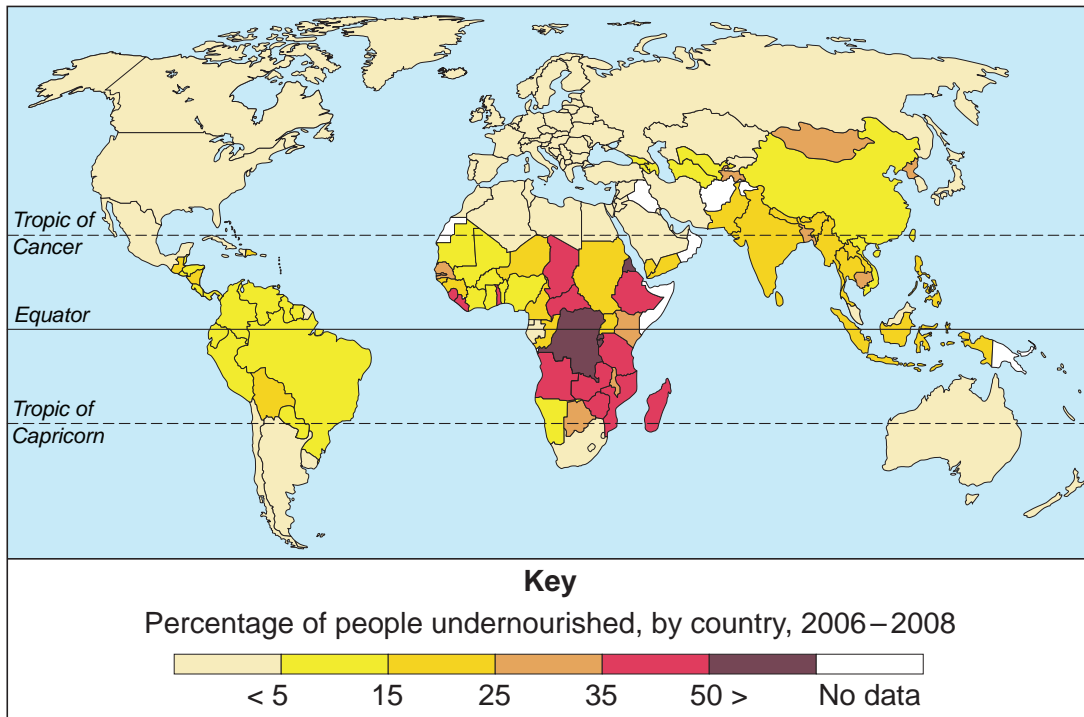 Tropic of
Cancer
Equator
Tropic of
Capricorn
Key
Percentage of people undernourished, by country, 2006–2008
< 5 15 25 35 50 > No data